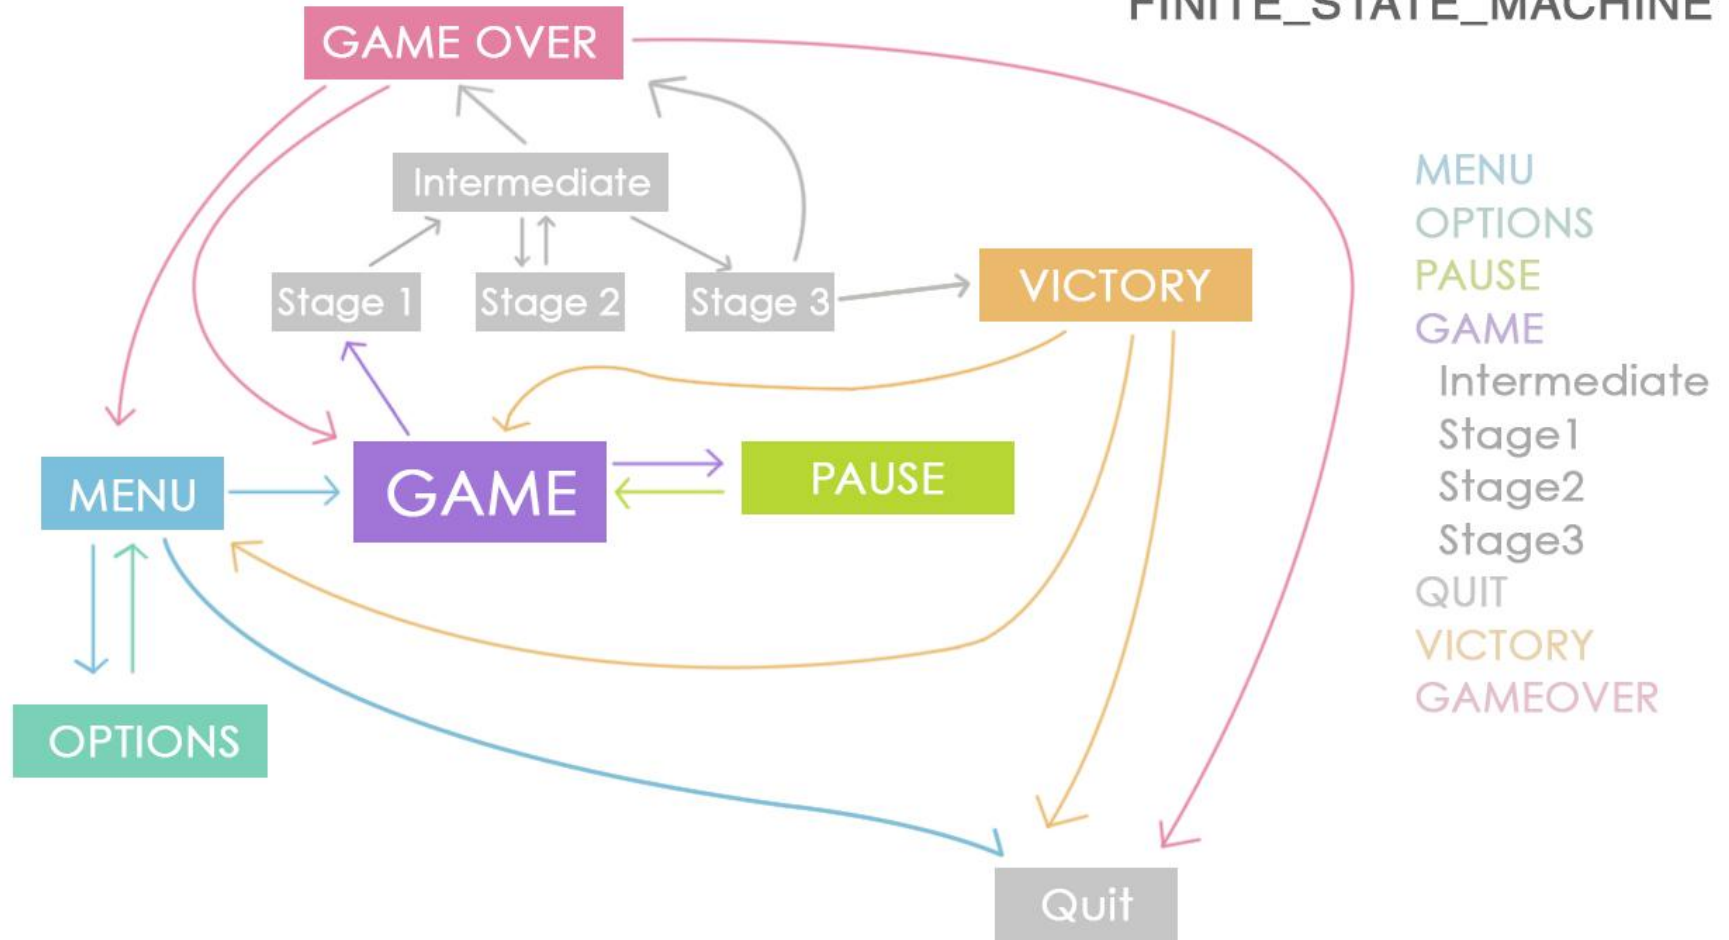 FINITE_STATE_MACHINE
GAME OVER
Intermediate
Stage 1
Stage 2
Stage 3
VICTORY
MENU
GAME
PAUSE
OPTIONS
Quit
MENU
OPTIONS
PAUSE
GAME
Intermediate
Stage1
Stage2
Stage3
QUIT
VICTORY
GAMEOVER